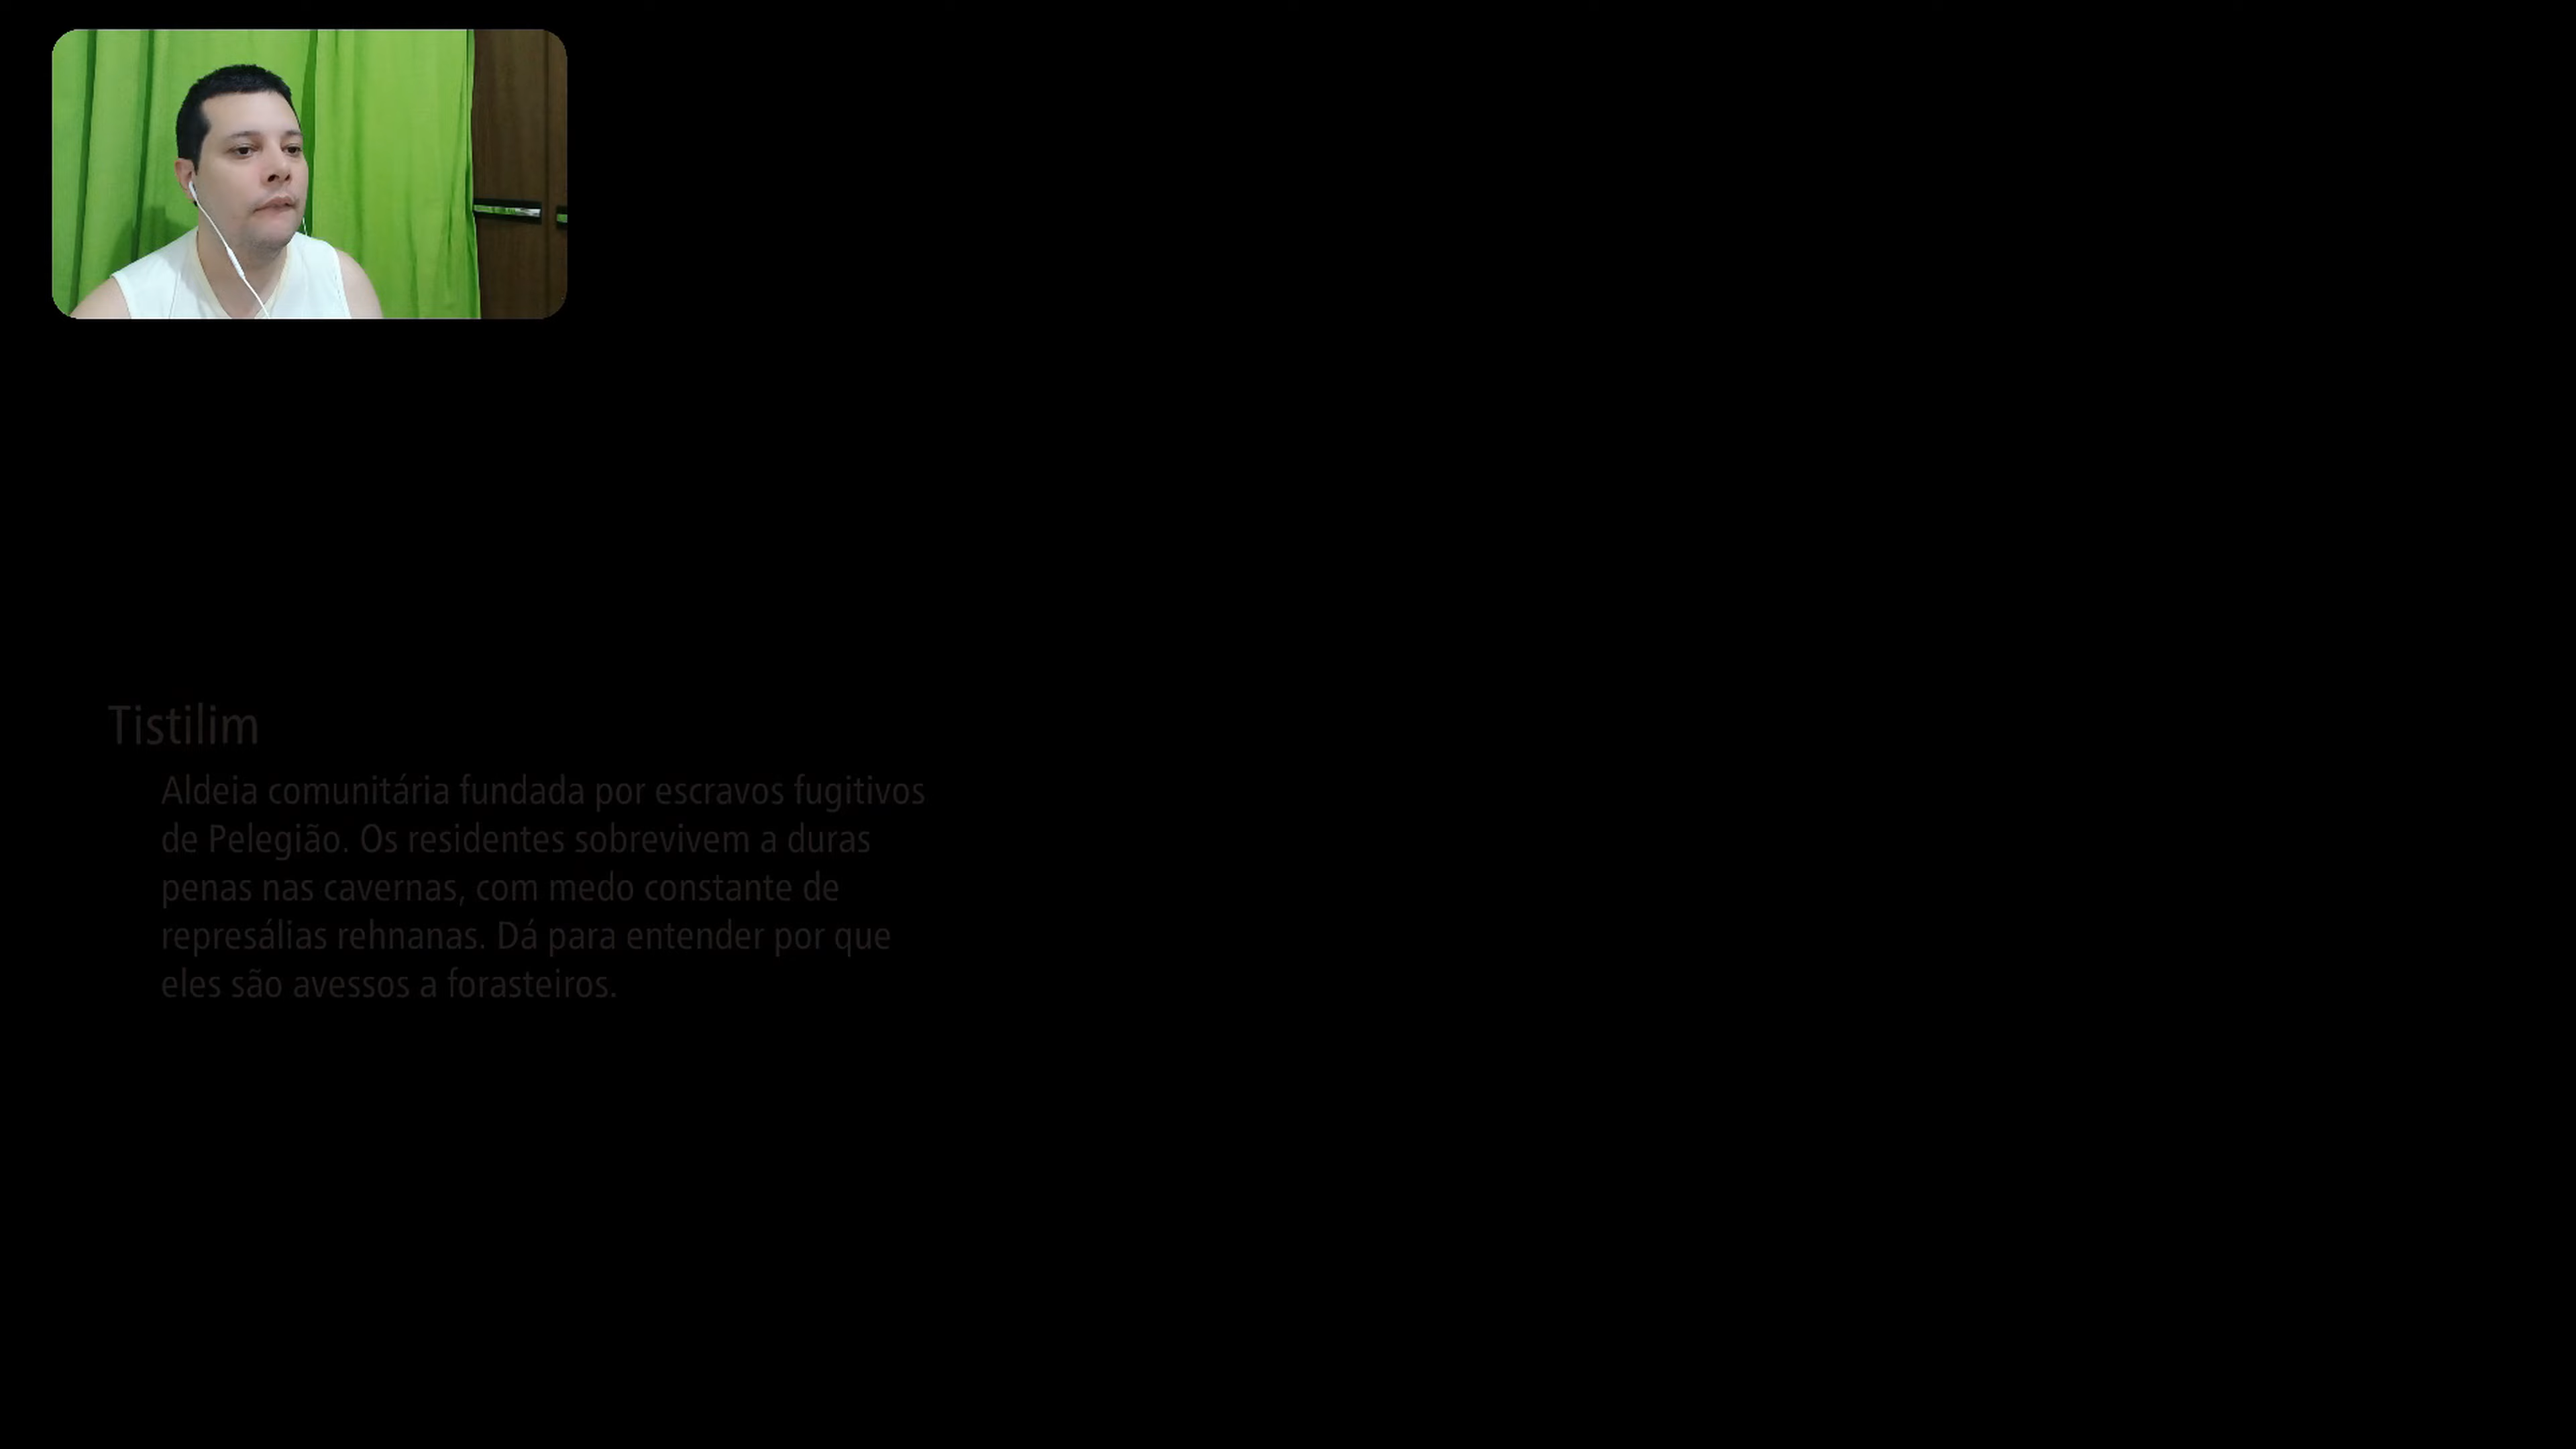 Tistilim
Aldeia comunitária fundada por escravos fugitivos
de Pelegião. Os residentes sobrevivem a duras
penas nas cavernas, com medo constante de
represálias rehnanas. Dá para entender por que
eles são avessos a forasteiros.